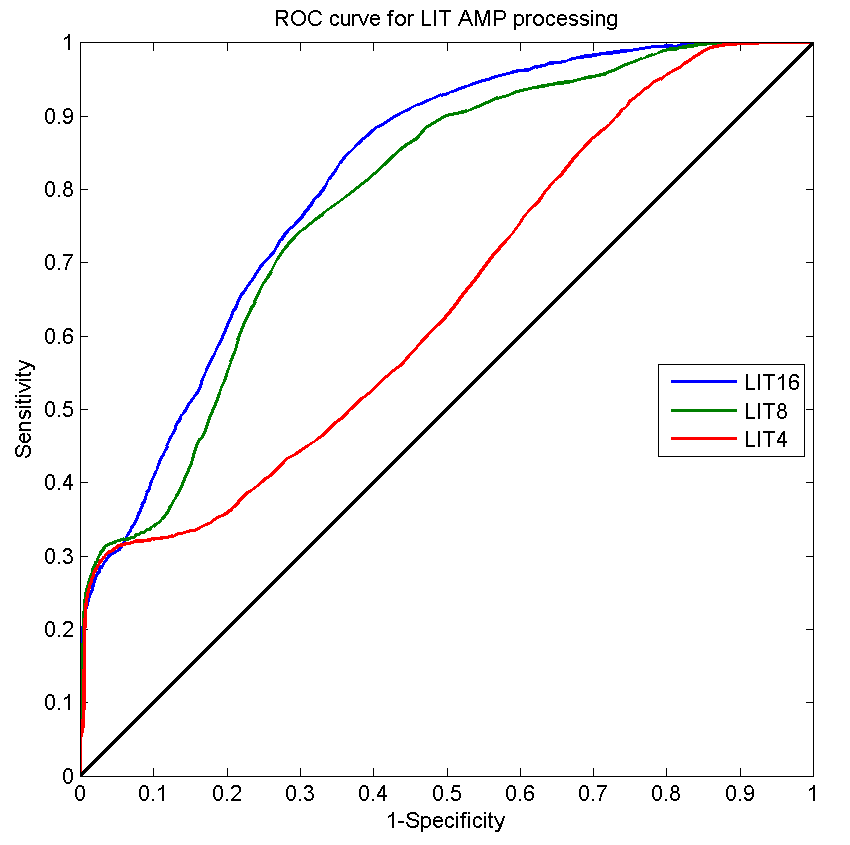 ROC curve for LIT AMP processing
1
0.9
0.8
0.7
0.6
0.5
0.4
0.3
0.2
0.1
0
Sensitivity
LIT16
LIT8
LIT4
0 0.1 0.2 0.3 0.4 0.5 0.6 0.7 0.8 0.9 1
1-Specificity